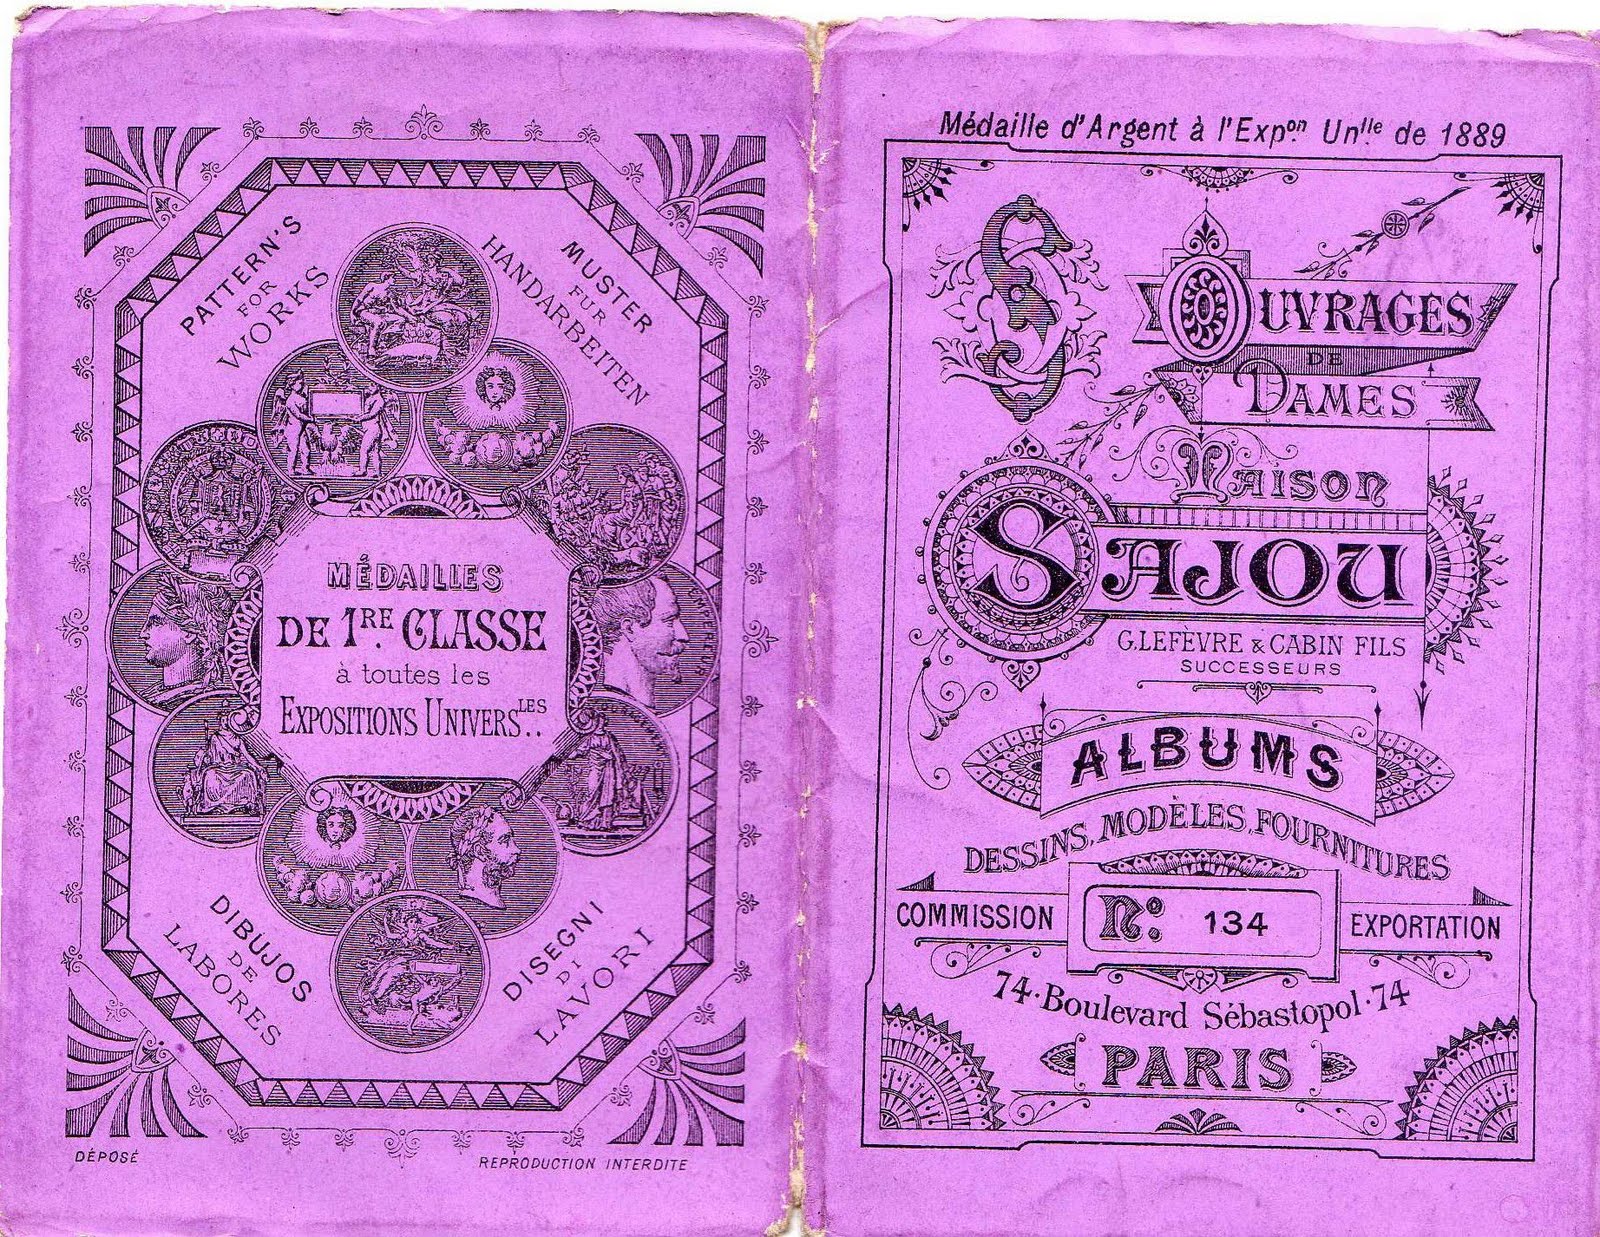 PATTERN'S
FOR
WORKS
MUSTER
FUR
HANDARBEITEN
EMPEREUR
MÉDAILLES
DE 1RE. CLASSE
à toutes les
EXPOSITIONS UNIVERSLES..
DIBUJOS
DE
LABORES
DISEGNI
DI
LAVORI
DÉPOSÉ
REPRODUCTION INTERDITE
Médaille d'Argent à l'Expon. Unlle. de 1889
S
OUVRAGES
DE
DAMES
MAISON
SAJOU
G. LEFÈVRE & CABIN FILS
SUCCESSEURS
ALBUMS
DESSINS, MODÈLES, FOURNITURES
COMMISSION No: 134 EXPORTATION
74·Boulevard Sébastopol·74
PARIS